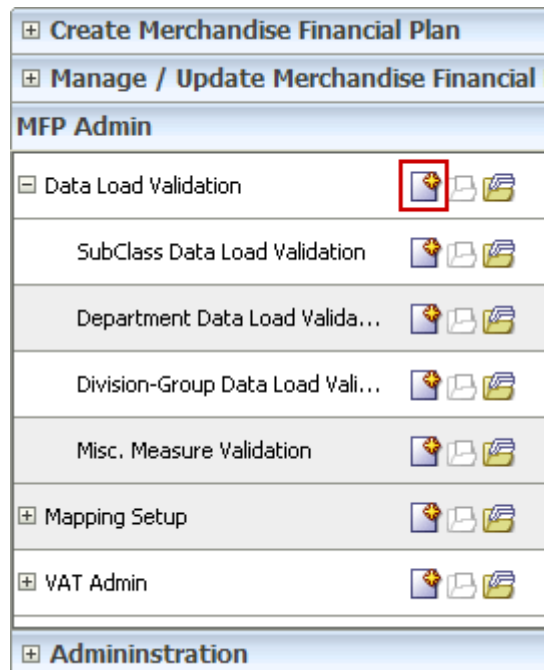 Create Merchandise Financial Plan
Manage / Update Merchandise Financial
MFP Admin
Data Load Validation
SubClass Data Load Validation
Department Data Load Valida...
Division-Group Data Load Vali...
Misc. Measure Validation
Mapping Setup
VAT Admin
Admininstration